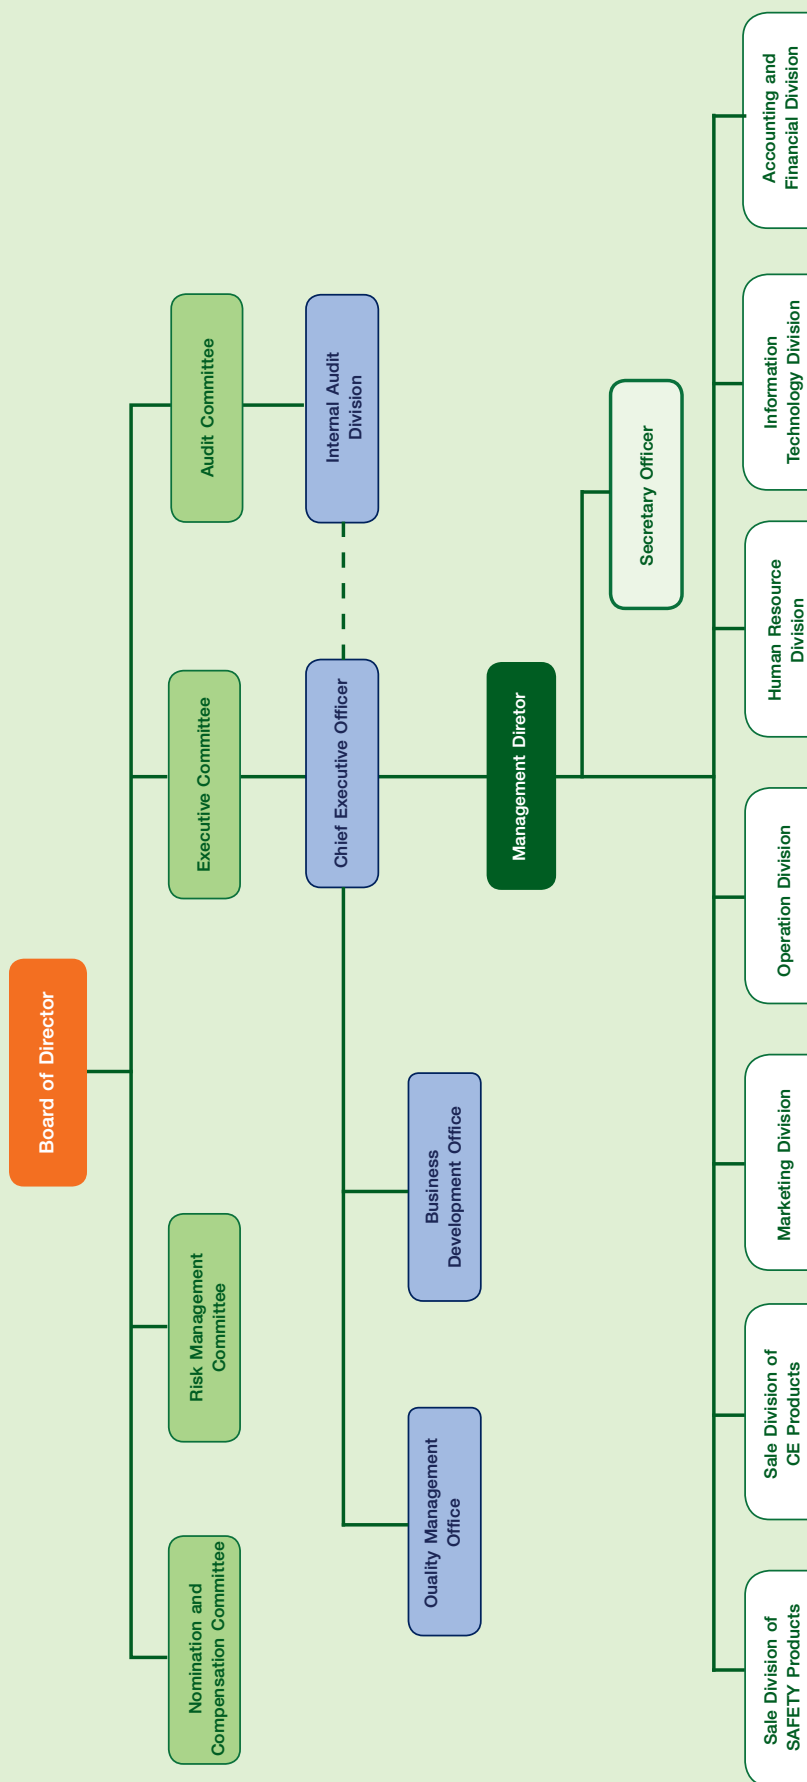 Board of Director
Nomination and
Compensation Committee
Risk Management
Committee
Executive Committee
Audit Committee
Chief Executive Officer
Internal Audit
Division
Quality Management
Office
Business
Development Office
Management Diretor
Secretary Officer
Sale Division of
SAFETY Products
Sale Division of
CE Products
Marketing Division
Operation Division
Human Resource
Division
Information
Technology Division
Accounting and
Financial Division